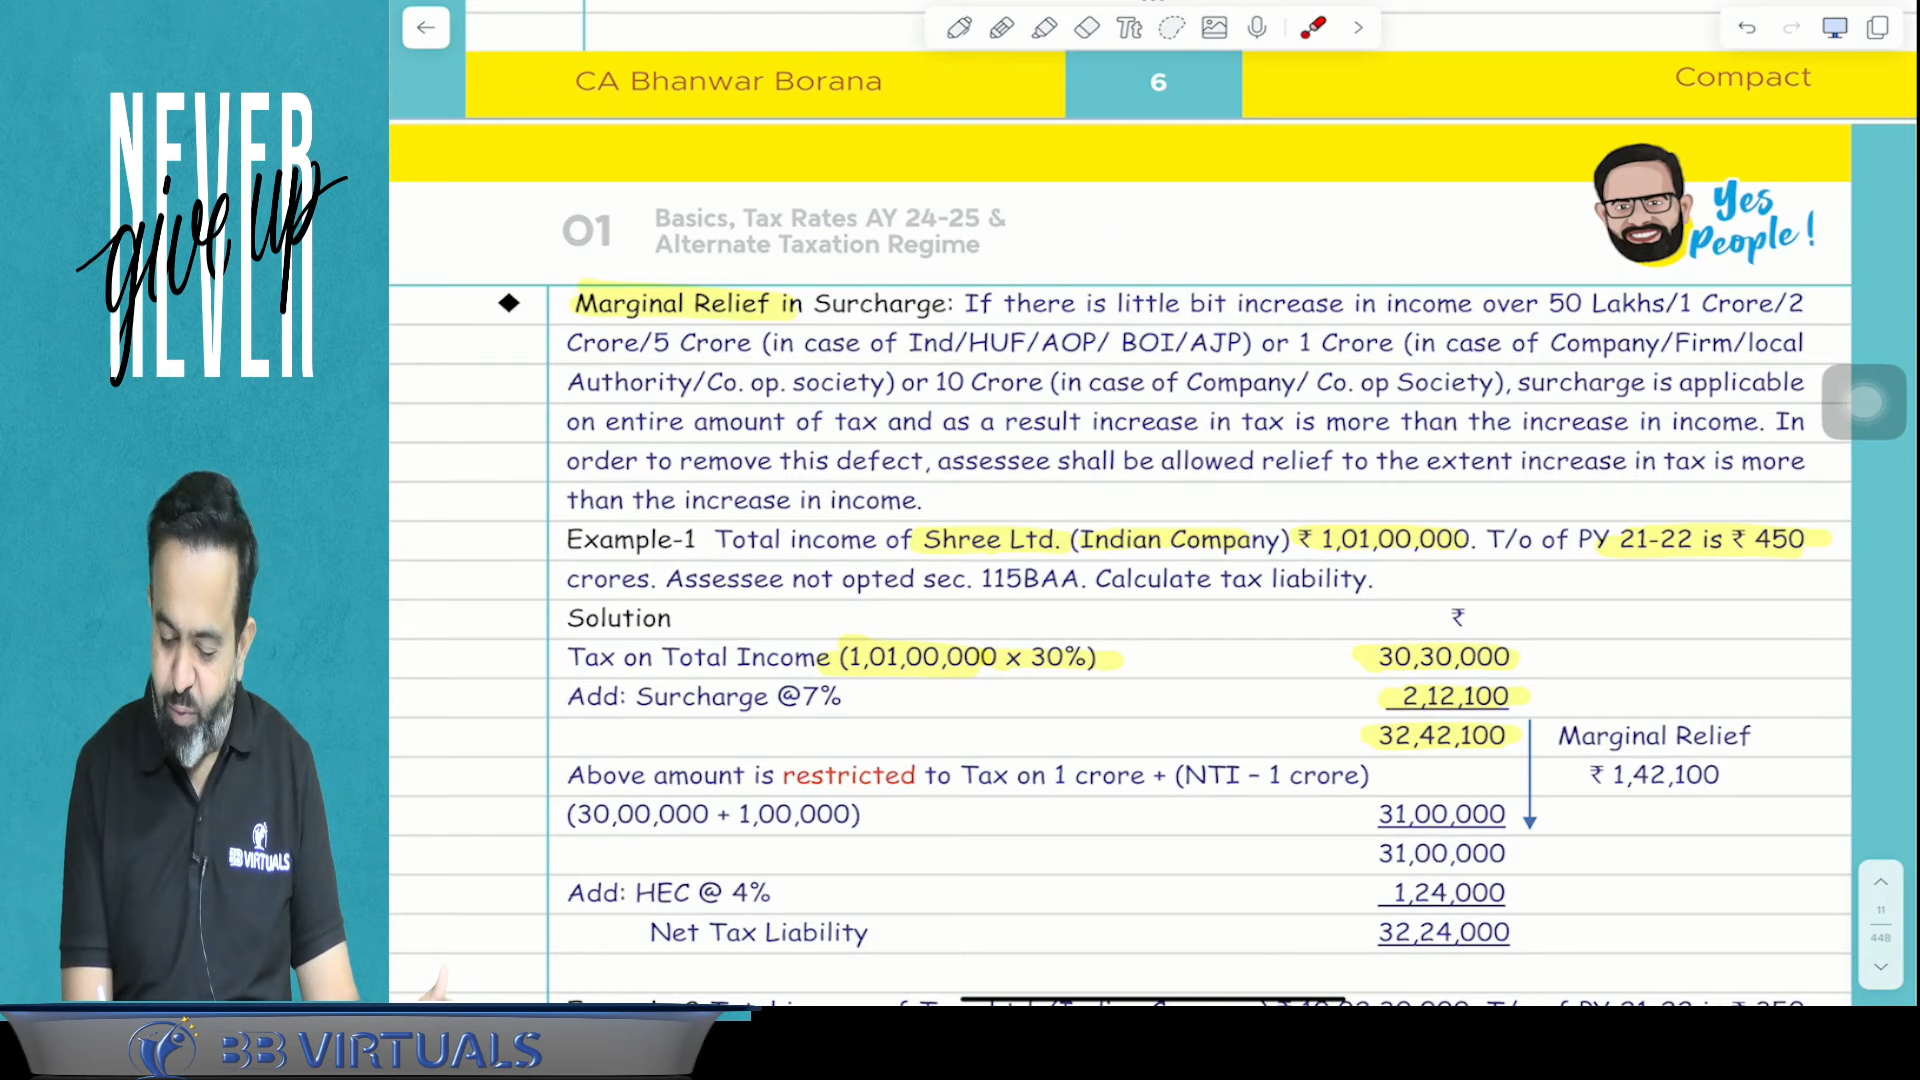 NEVER
give up
NEVER
CA Bhanwar Borana
6
Compact
01
Basics, Tax Rates AY 24-25 &
Alternate Taxation Regime
Yes
People !
Marginal Relief in Surcharge: If there is little bit increase in income over 50 Lakhs/1 Crore/2
Crore/5 Crore (in case of Ind/HUF/AOP/ BOI/AJP) or 1 Crore (in case of Company/Firm/local
Authority/Co. op. society) or 10 Crore (in case of Company/ Co. op Society), surcharge is applicable
on entire amount of tax and as a result increase in tax is more than the increase in income. In
order to remove this defect, assessee shall be allowed relief to the extent increase in tax is more
than the increase in income.
Example-1 Total income of Shree Ltd. (Indian Company) ₹ 1,01,00,000. T/o of PY 21-22 is ₹ 450
crores. Assessee not opted sec. 115BAA. Calculate tax liability.
Solution ₹
Tax on Total Income (1,01,00,000 x 30%) 30,30,000
Add: Surcharge @7% 2,12,100
32,42,100 Marginal Relief
Above amount is restricted to Tax on 1 crore + (NTI – 1 crore) ₹ 1,42,100
(30,00,000 + 1,00,000) 31,00,000
31,00,000
Add: HEC @ 4% 1,24,000
Net Tax Liability 32,24,000
BB VIRTUALS
Tt
11
448
BB VIRTUALS